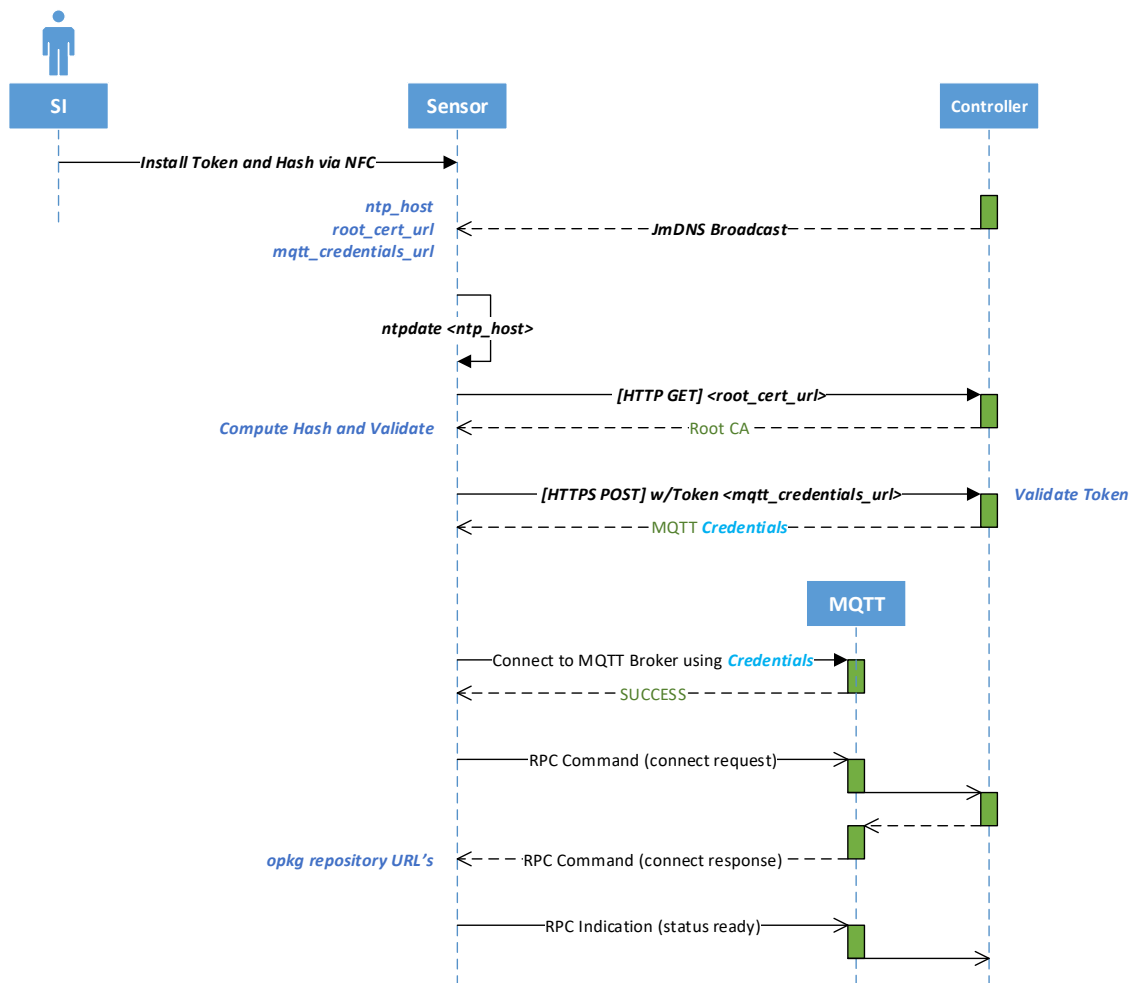 SI
Sensor
Controller
Install Token and Hash via NFC
ntp_host
root_cert_url
mqtt_credentials_url
JmDNS Broadcast
ntpdate <ntp_host>
[HTTP GET] <root_cert_url>
Compute Hash and Validate
Root CA
[HTTPS POST] w/Token <mqtt_credentials_url>
Validate Token
MQTT Credentials
MQTT
Connect to MQTT Broker using Credentials
SUCCESS
RPC Command (connect request)
opkg repository URL’s
RPC Command (connect response)
RPC Indication (status ready)